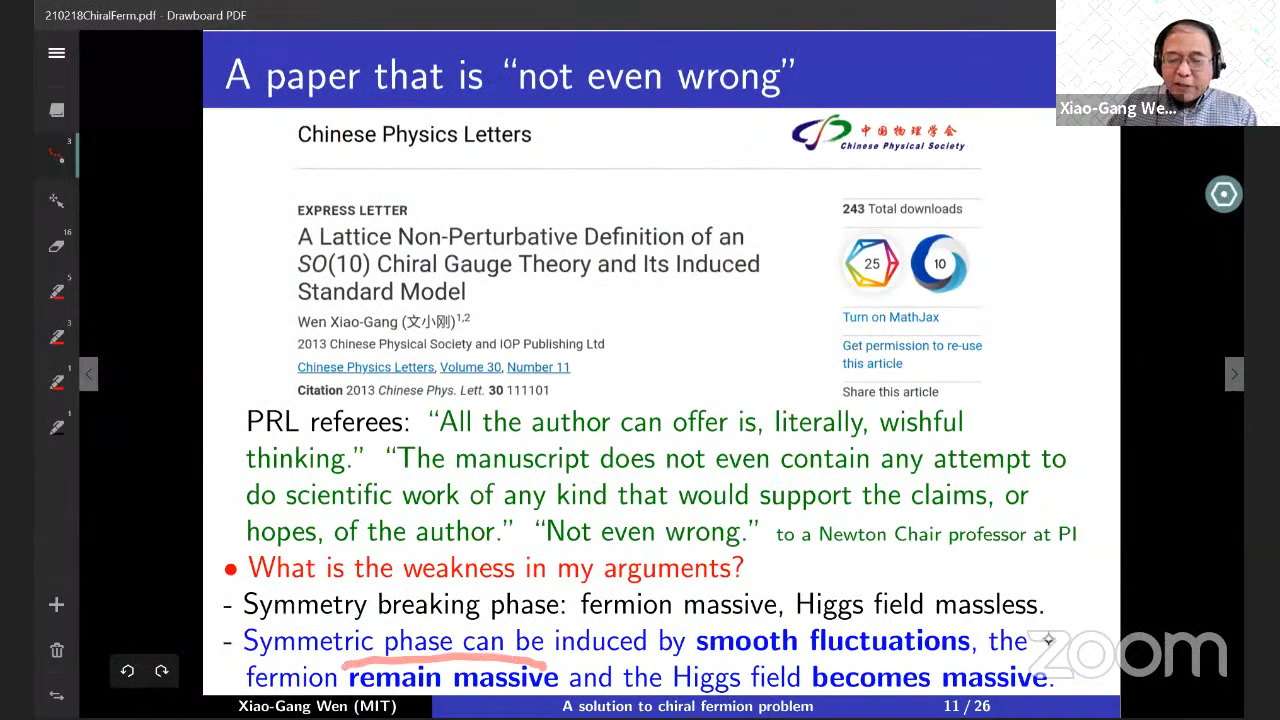 210218ChiralFerm.pdf - Drawboard PDF
A paper that is “not even wrong”
Xiao-Gang We...
Chinese Physics Letters
中国物理学会
Chinese Physical Society
EXPRESS LETTER
A Lattice Non-Perturbative Definition of an
SO(10) Chiral Gauge Theory and Its Induced
Standard Model
Wen Xiao-Gang (文小刚)1,2
2013 Chinese Physical Society and IOP Publishing Ltd
Chinese Physics Letters, Volume 30, Number 11
Citation 2013 Chinese Phys. Lett. 30 111101
243 Total downloads
25
10
Turn on MathJax
Get permission to re-use
this article
Share this article
PRL referees: “All the author can offer is, literally, wishful
thinking.” “The manuscript does not even contain any attempt to
do scientific work of any kind that would support the claims, or
hopes, of the author.” “Not even wrong.” to a Newton Chair professor at PI
● What is the weakness in my arguments?
- Symmetry breaking phase: fermion massive, Higgs field massless.
- Symmetric phase can be induced by smooth fluctuations, the
fermion remain massive and the Higgs field becomes massive.
zoom
Xiao-Gang Wen (MIT)
A solution to chiral fermion problem
11 / 26
3
16
5
3
1
1